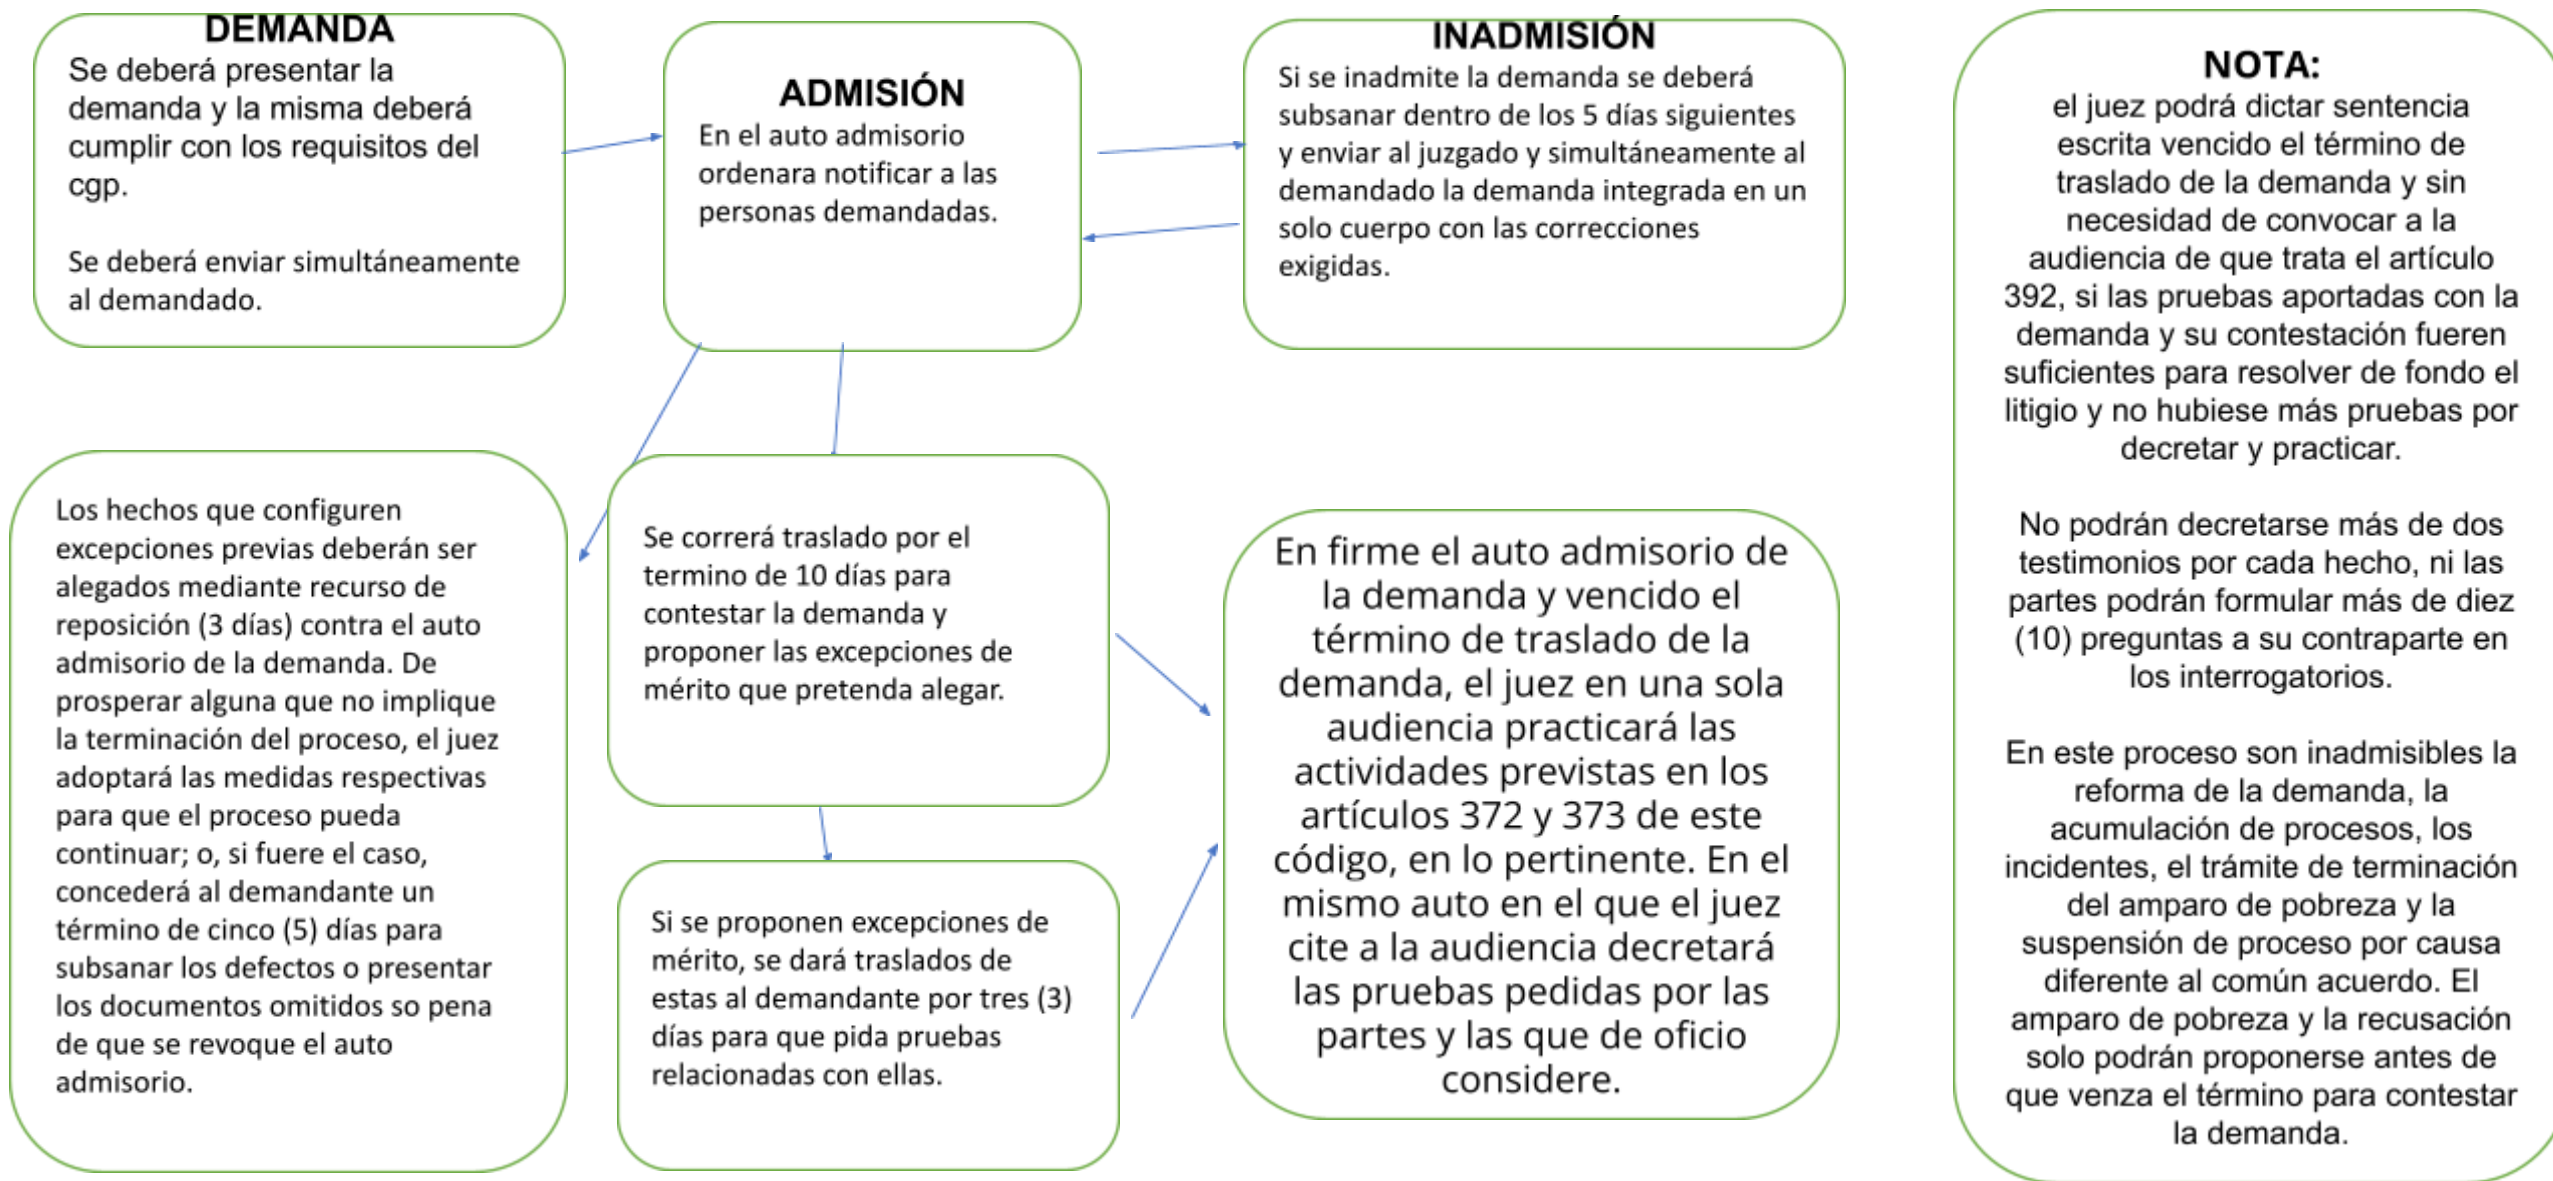 DEMANDA
Se deberá presentar la
demanda y la misma deberá
cumplir con los requisitos del
cgp.
Se deberá enviar simultáneamente
al demandado.
ADMISIÓN
En el auto admisorio
ordenara notificar a las
personas demandadas.
INADMISIÓN
Si se inadmite la demanda se deberá
subsanar dentro de los 5 días siguientes
y enviar al juzgado y simultáneamente al
demandado la demanda integrada en un
solo cuerpo con las correcciones
exigidas.
Los hechos que configuren
excepciones previas deberán ser
alegados mediante recurso de
reposición (3 días) contra el auto
admisorio de la demanda. De
prosperar alguna que no implique
la terminación del proceso, el juez
adoptará las medidas respectivas
para que el proceso pueda
continuar; o, si fuere el caso,
concederá al demandante un
término de cinco (5) días para
subsanar los defectos o presentar
los documentos omitidos so pena
de que se revoque el auto
admisorio.
Se correrá traslado por el
termino de 10 días para
contestar la demanda y
proponer las excepciones de
mérito que pretenda alegar.
Si se proponen excepciones de
mérito, se dará traslados de
estas al demandante por tres (3)
días para que pida pruebas
relacionadas con ellas.
En firme el auto admisorio de
la demanda y vencido el
término de traslado de la
demanda, el juez en una sola
audiencia practicará las
actividades previstas en los
artículos 372 y 373 de este
código, en lo pertinente. En el
mismo auto en el que el juez
cite a la audiencia decretará
las pruebas pedidas por las
partes y las que de oficio
considere.
NOTA:
el juez podrá dictar sentencia
escrita vencido el término de
traslado de la demanda y sin
necesidad de convocar a la
audiencia de que trata el artículo
392, si las pruebas aportadas con la
demanda y su contestación fueren
suficientes para resolver de fondo el
litigio y no hubiese más pruebas por
decretar y practicar.
No podrán decretarse más de dos
testimonios por cada hecho, ni las
partes podrán formular más de diez
(10) preguntas a su contraparte en
los interrogatorios.
En este proceso son inadmisibles la
reforma de la demanda, la
acumulación de procesos, los
incidentes, el trámite de terminación
del amparo de pobreza y la
suspensión de proceso por causa
diferente al común acuerdo. El
amparo de pobreza y la recusación
solo podrán proponerse antes de
que venza el término para contestar
la demanda.